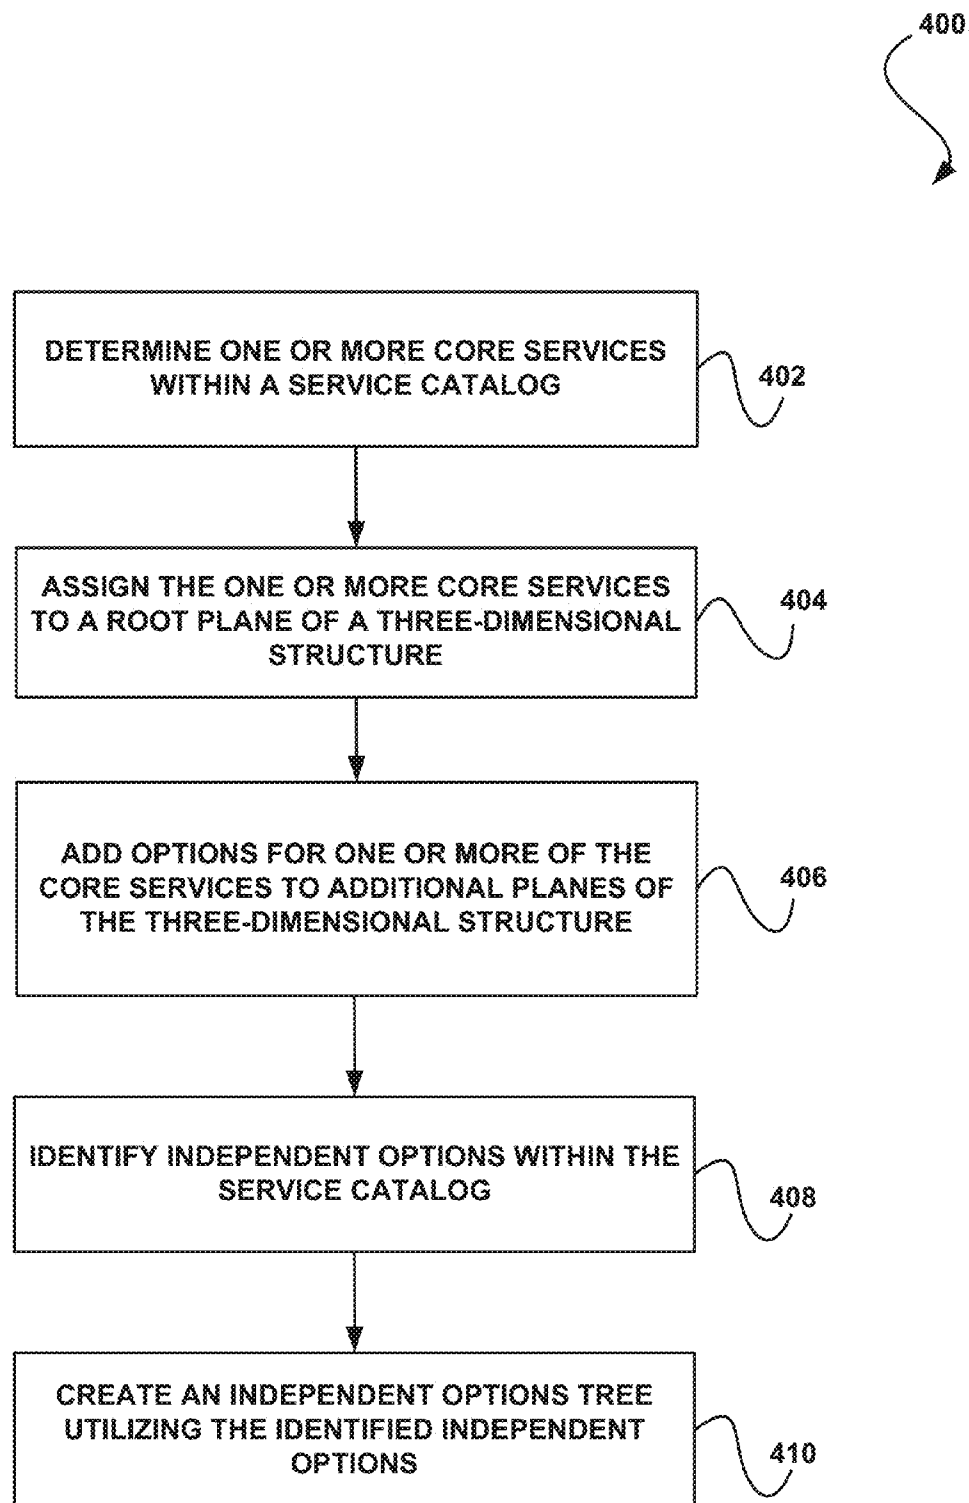 400
DETERMINE ONE OR MORE CORE SERVICES
WITHIN A SERVICE CATALOG
402
ASSIGN THE ONE OR MORE CORE SERVICES
TO A ROOT PLANE OF A THREE-DIMENSIONAL
STRUCTURE
404
ADD OPTIONS FOR ONE OR MORE OF THE
CORE SERVICES TO ADDITIONAL PLANES OF
THE THREE-DIMENSIONAL STRUCTURE
406
IDENTIFY INDEPENDENT OPTIONS WITHIN THE
SERVICE CATALOG
408
CREATE AN INDEPENDENT OPTIONS TREE
UTILIZING THE IDENTIFIED INDEPENDENT
OPTIONS
410